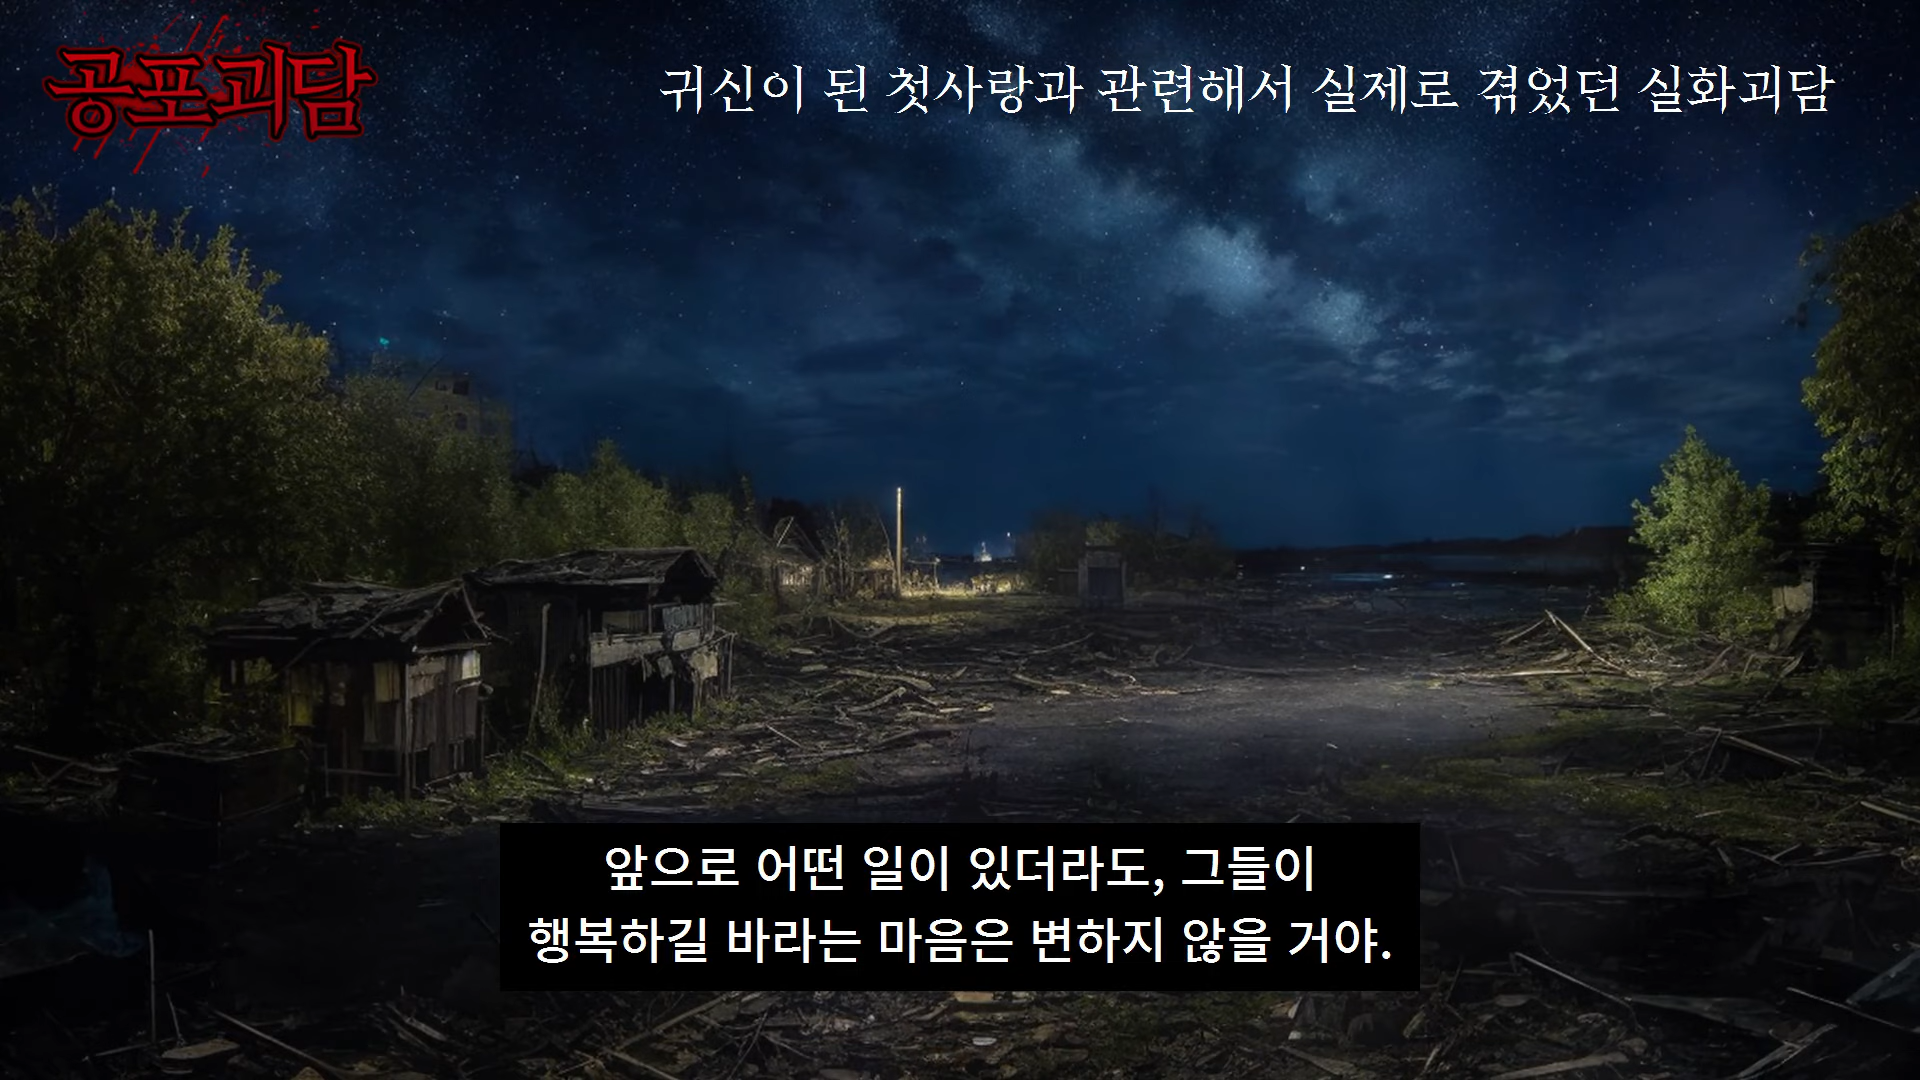 공포괴담
귀신이 된 첫사랑과 관련해서 실제로 겪었던 실화괴담
앞으로 어떤 일이 있더라도, 그들이
행복하길 바라는 마음은 변하지 않을 거야.